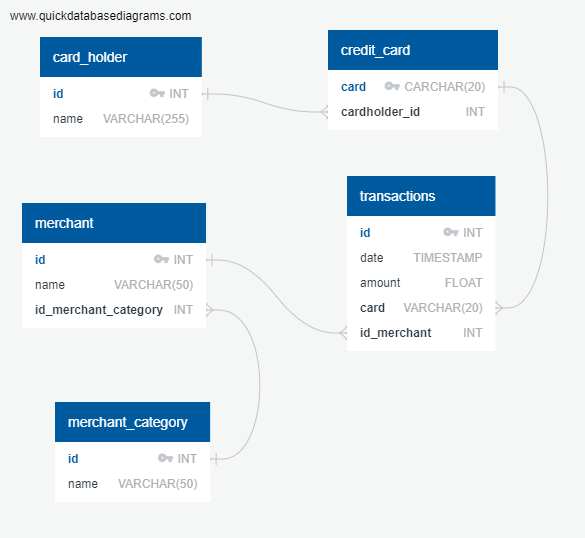 www.quickdatabasediagrams.com
card_holder
id INT
name VARCHAR(255)
credit_card
card CARCHAR(20)
cardholder_id INT
merchant
id INT
name VARCHAR(50)
id_merchant_category INT
transactions
id INT
date TIMESTAMP
amount FLOAT
card VARCHAR(20)
id_merchant INT
merchant_category
id INT
name VARCHAR(50)